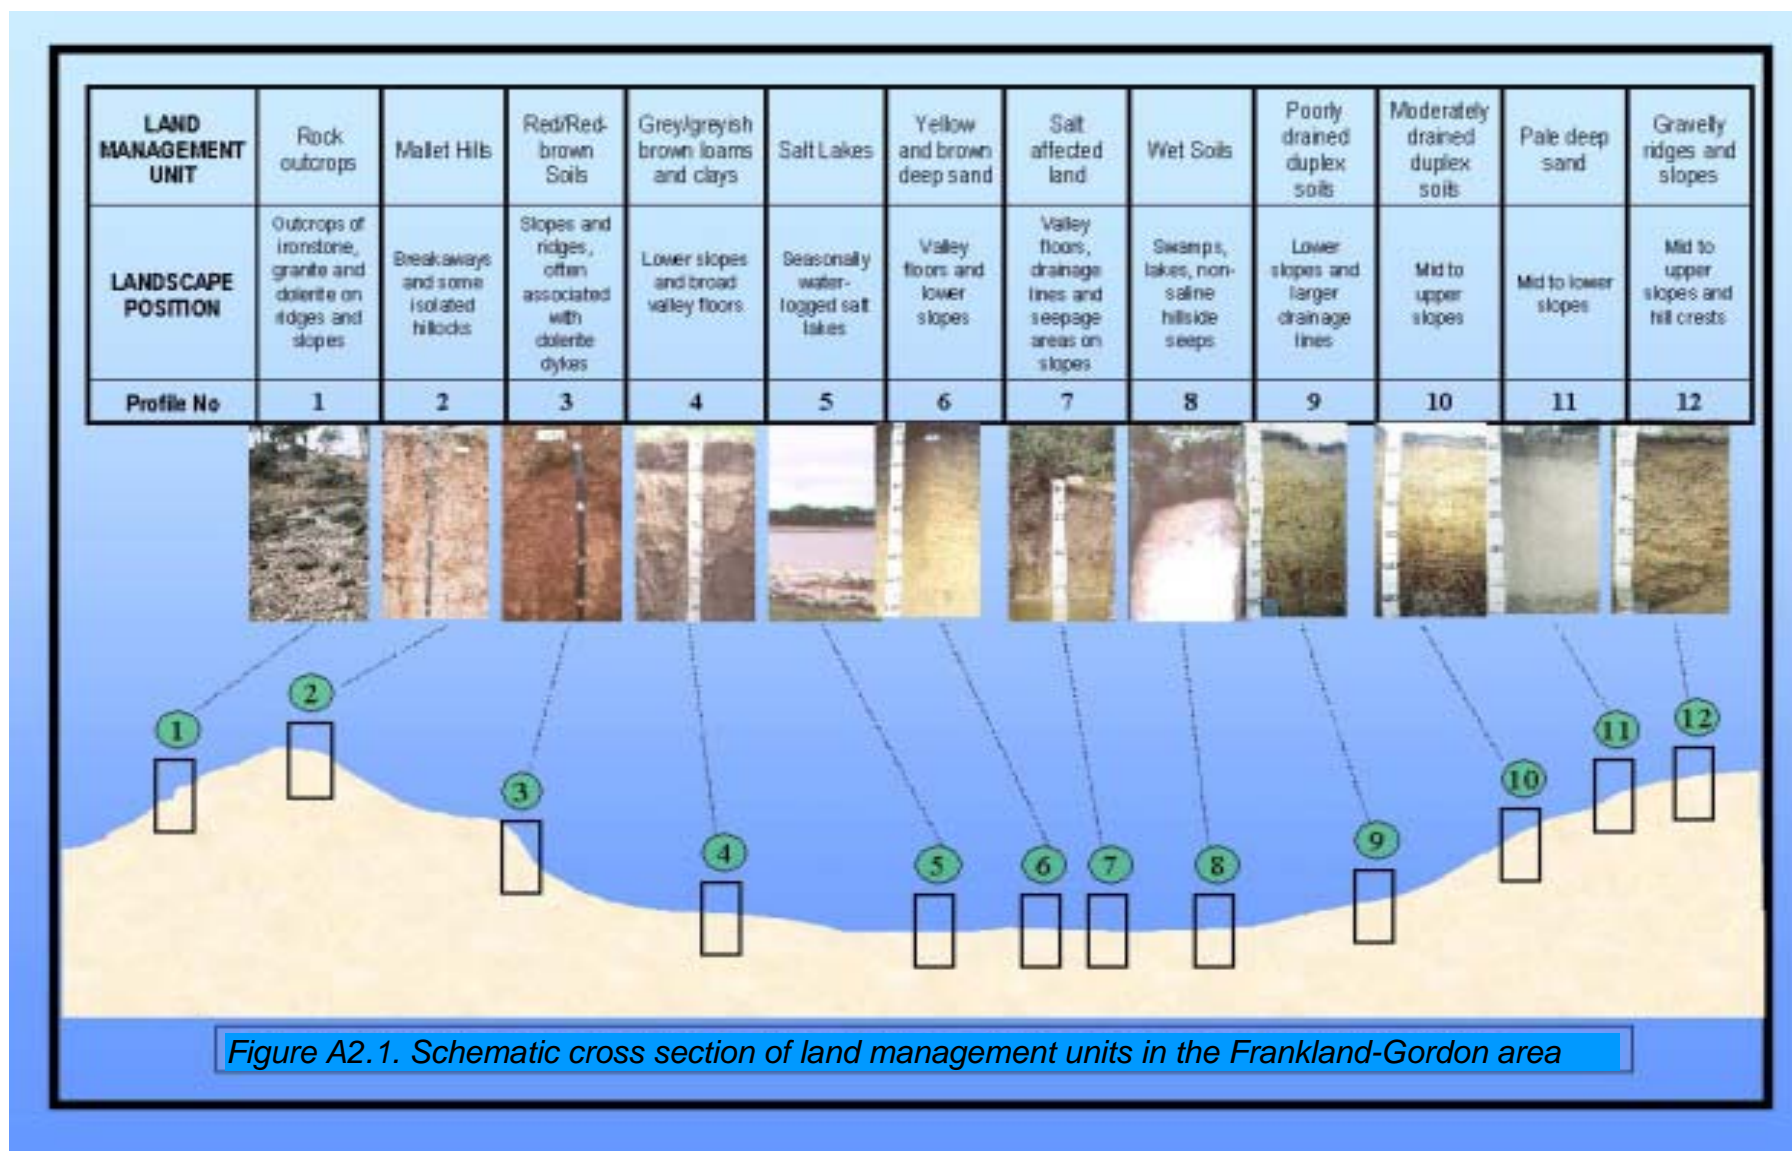 LAND
MANAGEMENT
UNIT
Rock
outcrops
Mallet Hills
Red/Red-
brown
Soils
Grey/greyish
brown loams
and clays
Salt Lakes
Yellow
and brown
deep sand
Salt
affected
land
Wet Soils
Poorly
drained
duplex
soils
Moderately
drained
duplex
soils
Pale deep
sand
Gravelly
ridges and
slopes
LANDSCAPE
POSITION
Outcrops of
ironstone,
granite and
dolerite on
ridges and
slopes
Breakaways
and some
isolated
hillocks
Slopes and
ridges,
often
associated
with
dolerite
dykes
Lower slopes
and broad
valley floors
Seasonally
water-
logged salt
lakes
Valley
floors and
lower
slopes
Valley
floors,
drainage
lines and
seepage
areas on
slopes
Swamps,
lakes, non-
saline
hillside
seeps
Lower
slopes and
larger
drainage
lines
Mid to
upper
slopes
Mid to lower
slopes
Mid to
upper
slopes and
hill crests
Profile No
1
2
3
4
5
6
7
8
9
10
11
12
1
2
3
4
5
6
7
8
9
10
11
12
Figure A2.1. Schematic cross section of land management units in the Frankland-Gordon area